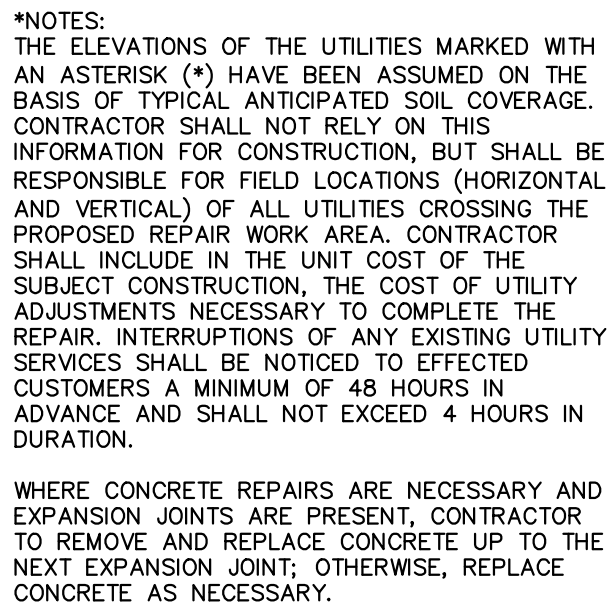 *NOTES:
THE ELEVATIONS OF THE UTILITIES MARKED WITH
AN ASTERISK (*) HAVE BEEN ASSUMED ON THE
BASIS OF TYPICAL ANTICIPATED SOIL COVERAGE.
CONTRACTOR SHALL NOT RELY ON THIS
INFORMATION FOR CONSTRUCTION, BUT SHALL BE
RESPONSIBLE FOR FIELD LOCATIONS (HORIZONTAL
AND VERTICAL) OF ALL UTILITIES CROSSING THE
PROPOSED REPAIR WORK AREA. CONTRACTOR
SHALL INCLUDE IN THE UNIT COST OF THE
SUBJECT CONSTRUCTION, THE COST OF UTILITY
ADJUSTMENTS NECESSARY TO COMPLETE THE
REPAIR. INTERRUPTIONS OF ANY EXISTING UTILITY
SERVICES SHALL BE NOTICED TO EFFECTED
CUSTOMERS A MINIMUM OF 48 HOURS IN
ADVANCE AND SHALL NOT EXCEED 4 HOURS IN
DURATION.
WHERE CONCRETE REPAIRS ARE NECESSARY AND
EXPANSION JOINTS ARE PRESENT, CONTRACTOR
TO REMOVE AND REPLACE CONCRETE UP TO THE
NEXT EXPANSION JOINT; OTHERWISE, REPLACE
CONCRETE AS NECESSARY.